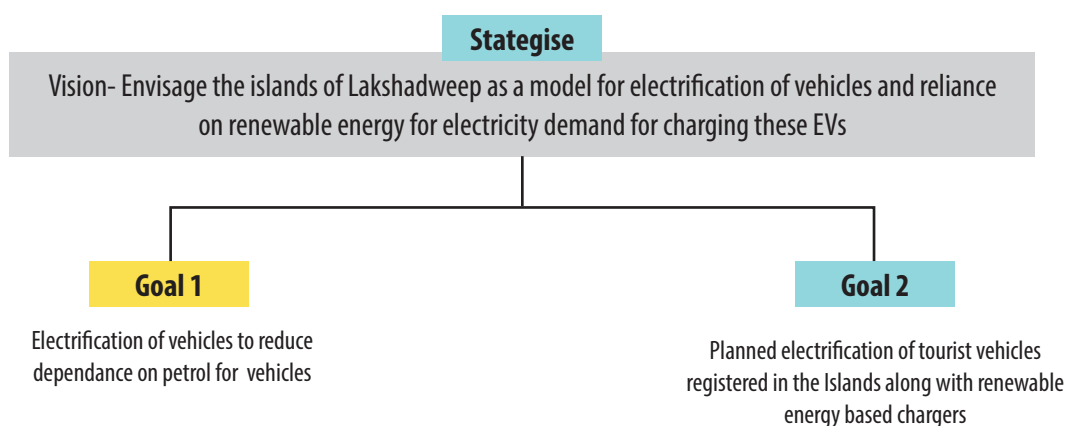 Stategise
Vision- Envisage the islands of Lakshadweep as a model for electrification of vehicles and reliance
on renewable energy for electricity demand for charging these EVs
Goal 1
Electrification of vehicles to reduce
dependance on petrol for vehicles
Goal 2
Planned electrification of tourist vehicles
registered in the Islands along with renewable
energy based chargers